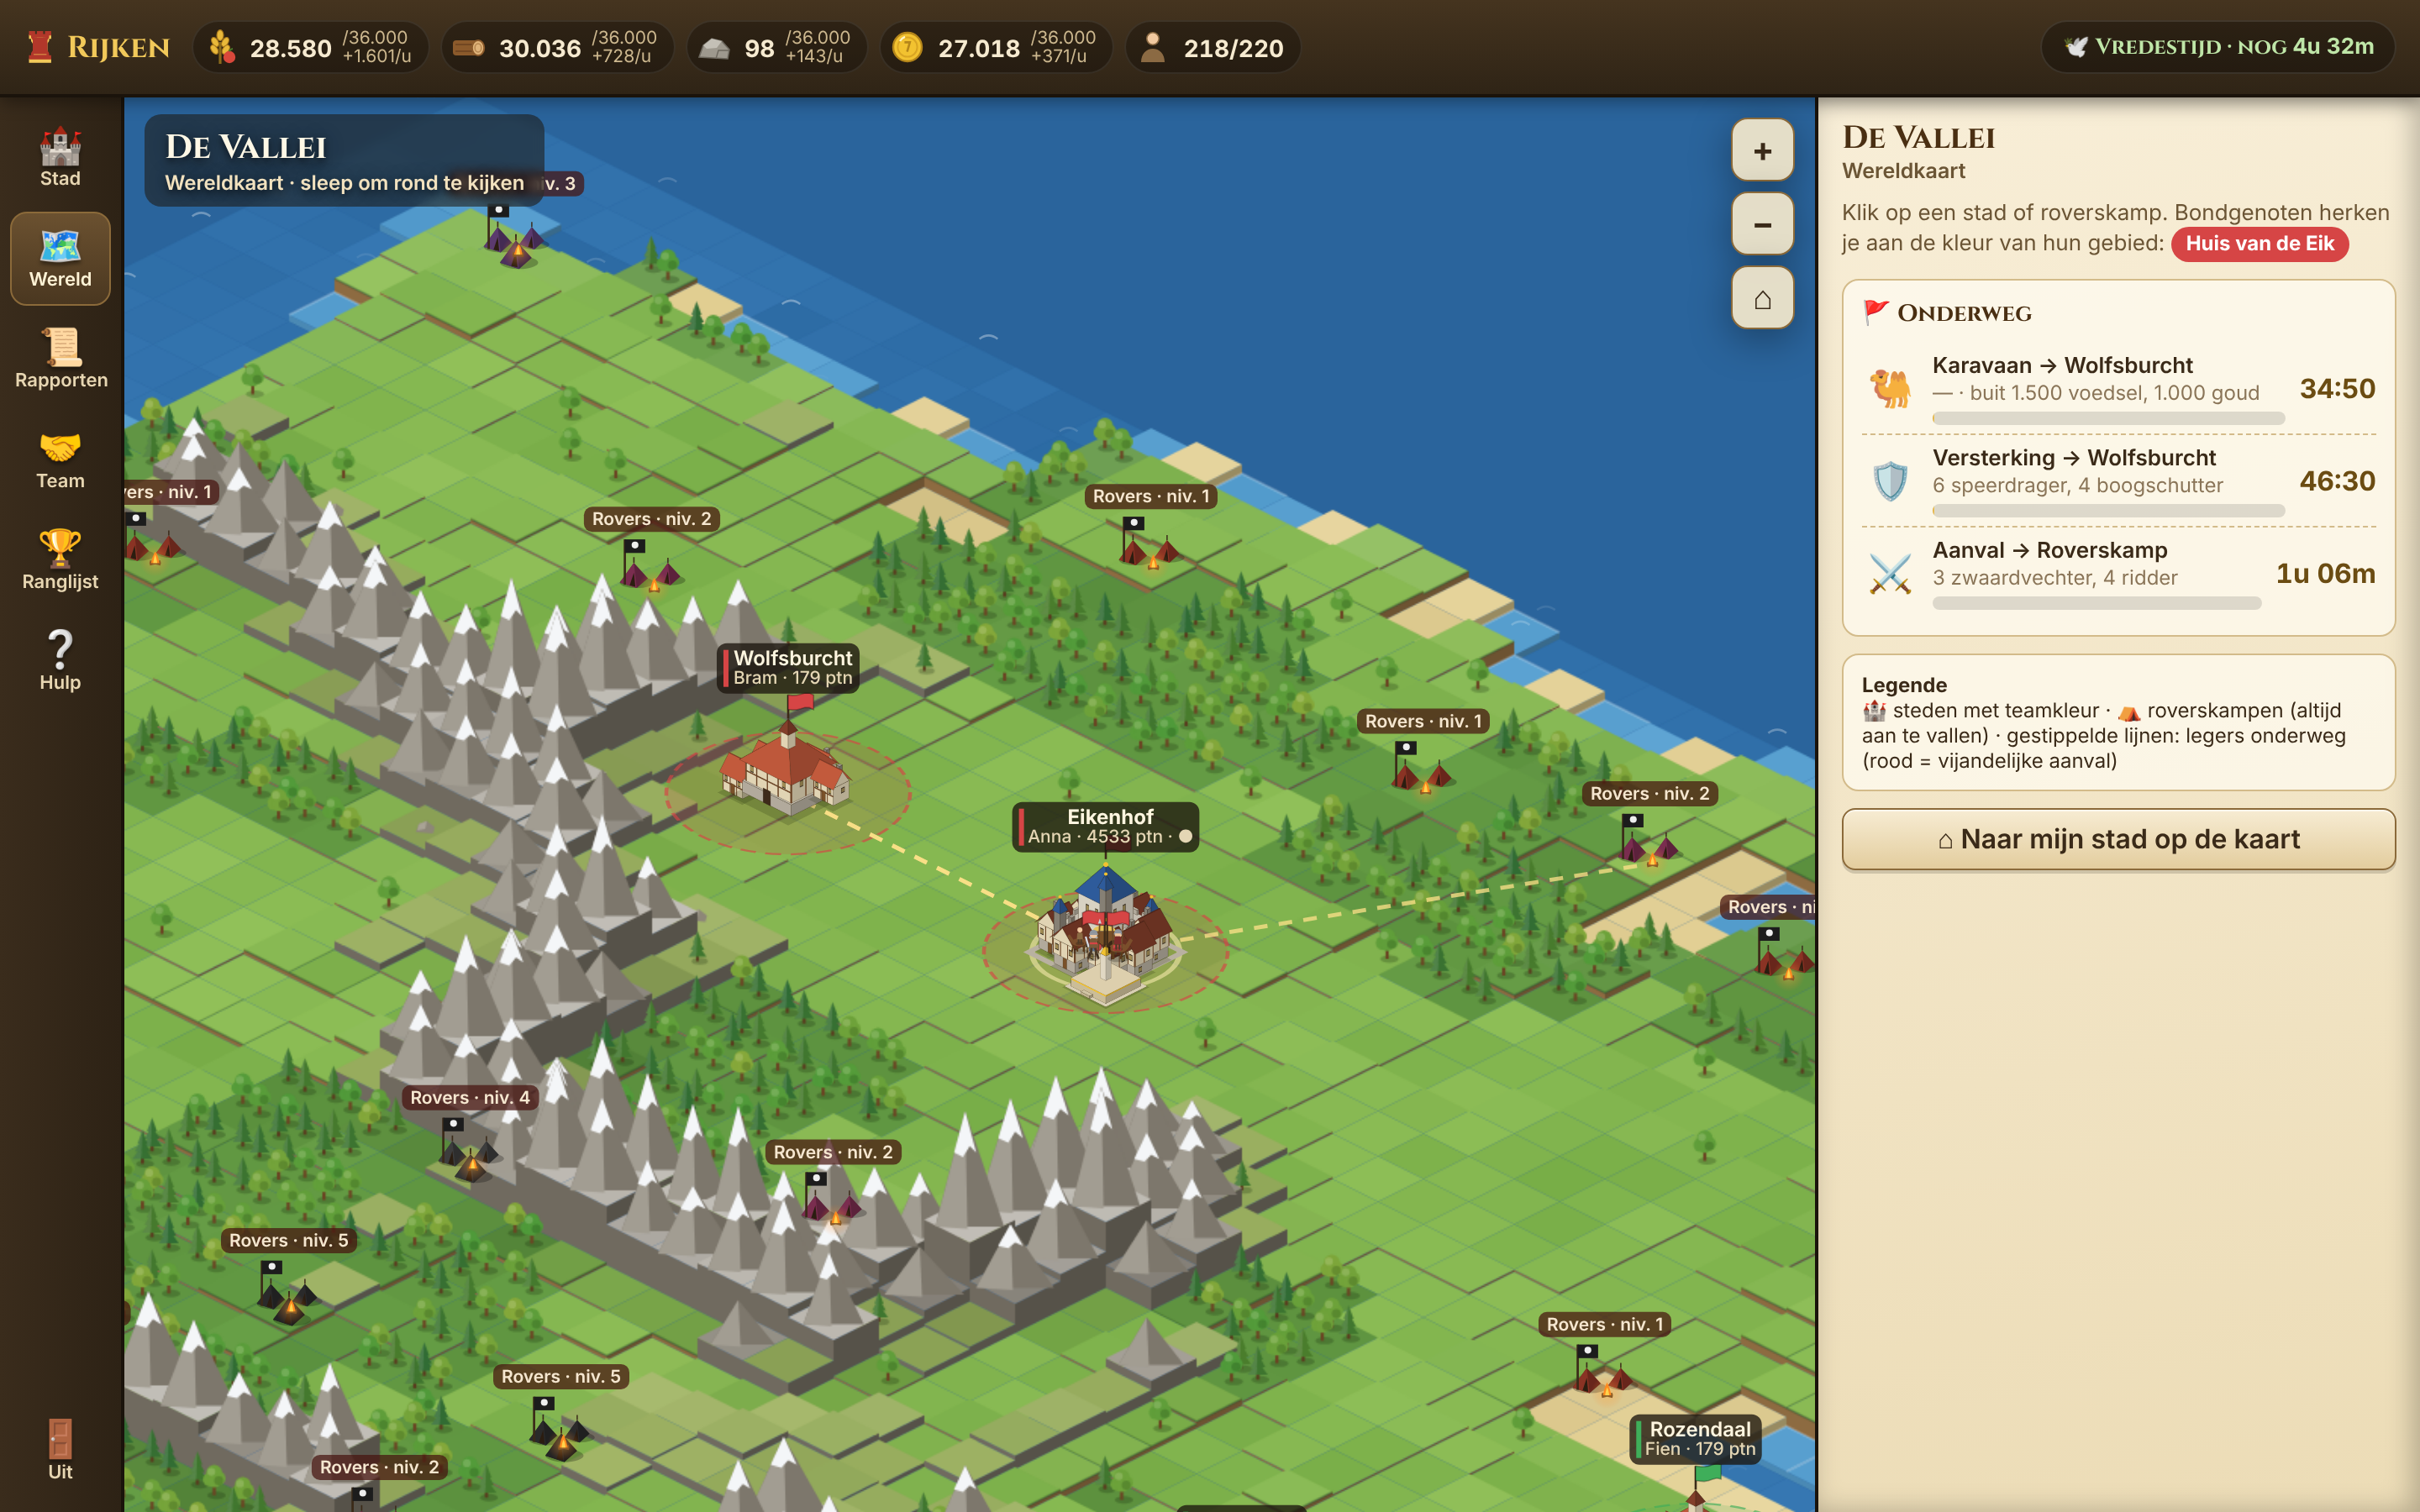 Rijken
28.580 /36.000 +1.601/u
30.036 /36.000 +728/u
98 /36.000 +143/u
27.018 /36.000 +371/u
218/220
Vredestijd · nog 4u 32m
Stad
Wereld
Rapporten
Team
Ranglijst
Hulp
Uit
De Vallei
Wereldkaart · sleep om rond te kijken
iv. 3
+
−
vers · niv. 1
Rovers · niv. 2
Rovers · niv. 1
Wolfsburcht
Bram · 179 ptn
Rovers · niv. 1
Rovers · niv. 2
Eikenhof
Anna · 4533 ptn ·
Rovers · ni
Rovers · niv. 4
Rovers · niv. 2
Rovers · niv. 5
Rovers · niv. 1
Rovers · niv. 5
Rozendaal
Fien · 179 ptn
Rovers · niv. 2
De Vallei
Wereldkaart
Klik op een stad of roverskamp. Bondgenoten herken
je aan de kleur van hun gebied: Huis van de Eik
Onderweg
Karavaan → Wolfsburcht
— · buit 1.500 voedsel, 1.000 goud
34:50
Versterking → Wolfsburcht
6 speerdrager, 4 boogschutter
46:30
Aanval → Roverskamp
3 zwaardvechter, 4 ridder
1u 06m
Legende
steden met teamkleur · roverskampen (altijd
aan te vallen) · gestippelde lijnen: legers onderweg
(rood = vijandelijke aanval)
⌂ Naar mijn stad op de kaart